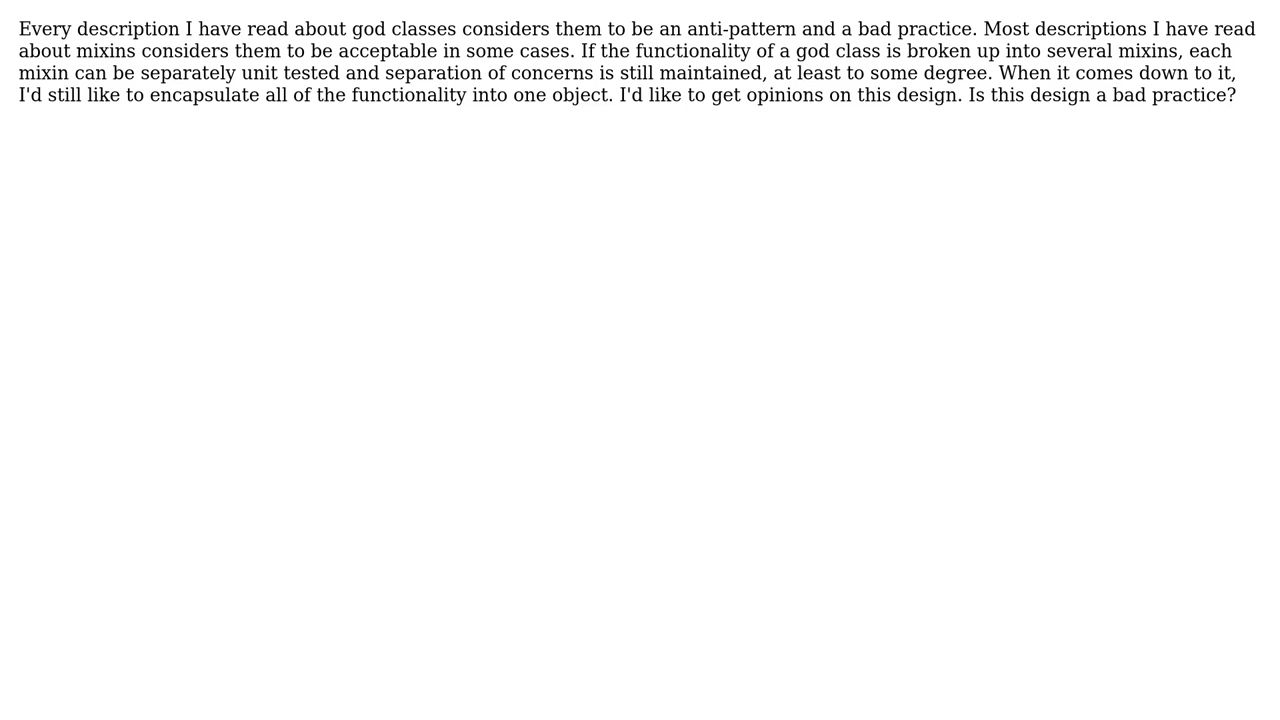 Every description I have read about god classes considers them to be an anti-pattern and a bad practice. Most descriptions I have read
about mixins considers them to be acceptable in some cases. If the functionality of a god class is broken up into several mixins, each
mixin can be separately unit tested and separation of concerns is still maintained, at least to some degree. When it comes down to it,
I'd still like to encapsulate all of the functionality into one object. I'd like to get opinions on this design. Is this design a bad practice?